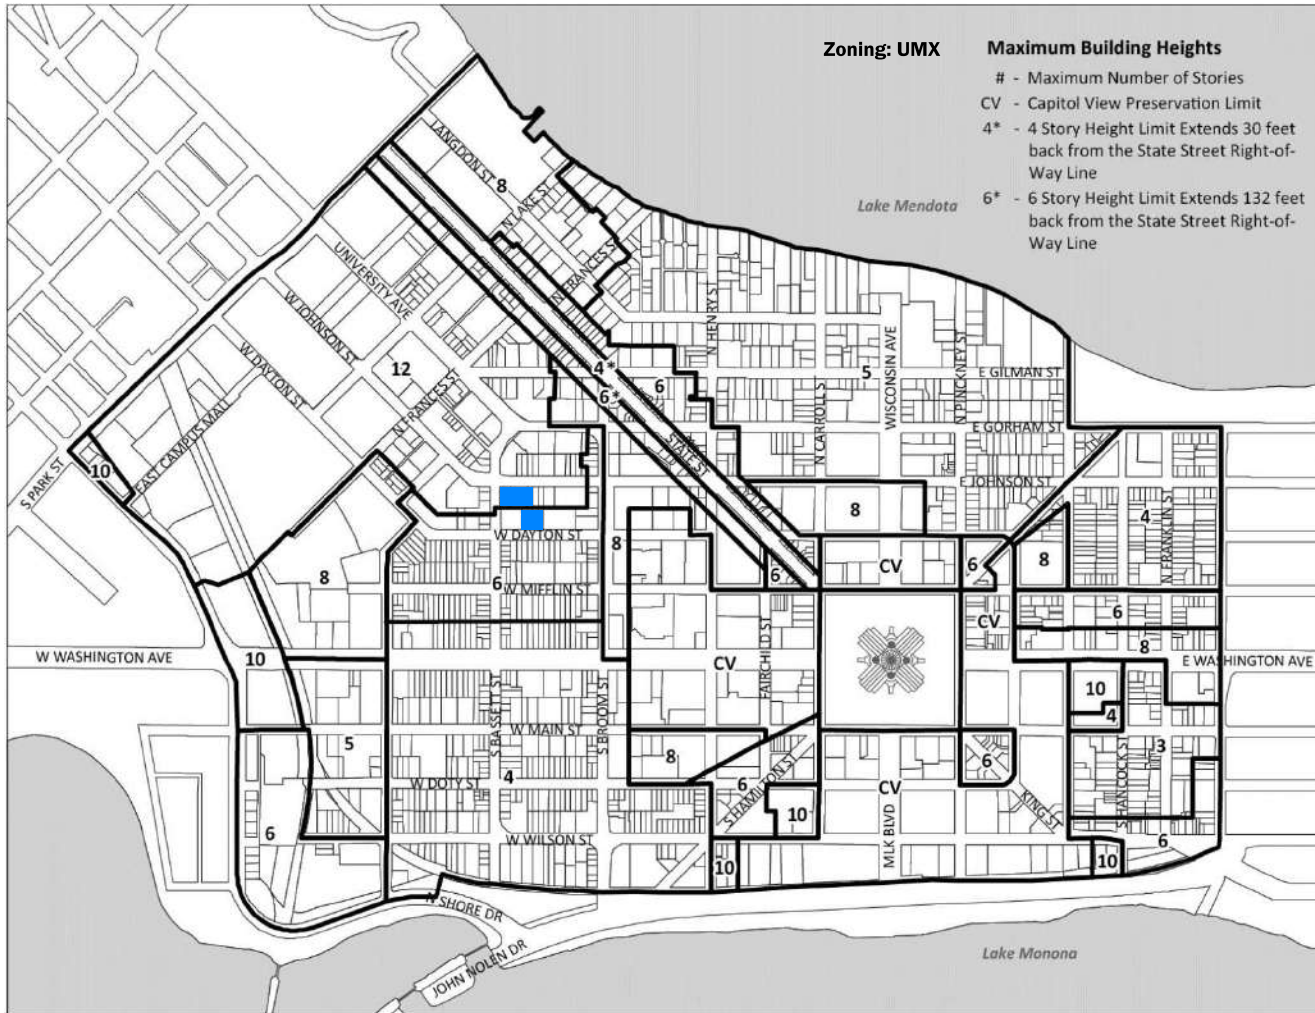 Zoning: UMX
Maximum Building Heights
# - Maximum Number of Stories
CV - Capitol View Preservation Limit
4* - 4 Story Height Limit Extends 30 feet
back from the State Street Right-of-
Way Line
6* - 6 Story Height Limit Extends 132 feet
back from the State Street Right-of-
Way Line
Lake Mendota
LANGDON ST
8
N LAKE ST
N FRANCES ST
UNIVERSITY AVE
W JOHNSON ST
W DAYTON ST
12
N FRANCES ST
4*
6*
6
STATE ST
N HENRY ST
N CARROLL S
5
WISCONSIN AVE
N PINCKNEY ST
E GILMAN ST
E GORHAM ST
E JOHNSON ST
S PARK ST
10
EAST CAMPUS MALL
8
W DAYTON ST
6
W MIFFLIN ST
8
8
CV
6
6
8
4
N FRANKLIN S
6
CV
8
W WASHINGTON AVE
10
CV
FAIRCHILD ST
E WASHINGTON AVE
10
4
S BASSETT ST
S BROOM ST
W MAIN ST
5
4
W DOTY ST
8
6
S HAMILTON ST
10
CV
MLK BLVD
6
KING ST
S HANCOCK S
3
6
W WILSON ST
10
10
6
N SHORE DR
JOHN NOLEN DR
Lake Monona